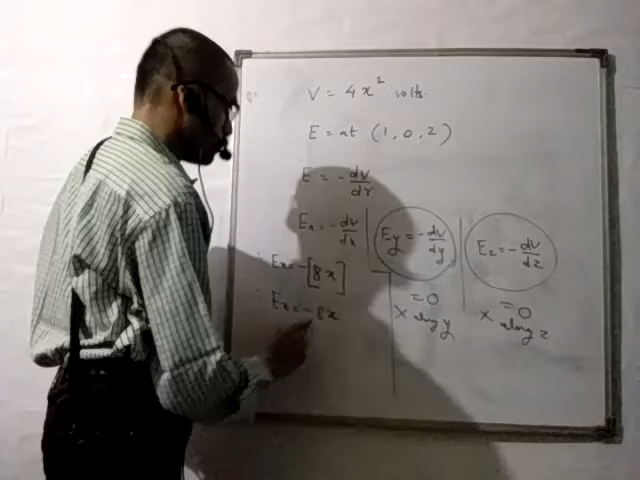 V = 4x² volts.
E = at (1, 0, 2)
E = -dV/dr
Ex = -dV/dx
Ey = -dV/dy
Ez = -dV/dz
∴ Ex = -[8x]
= 0
= 0
∴ Ex = -8x
X along y
X along z